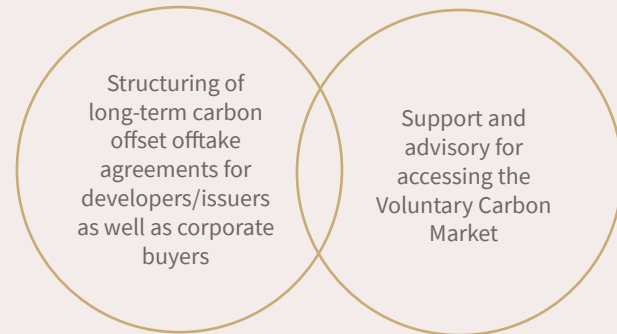 Structuring of
long-term carbon
offset offtake
agreements for
developers/issuers
as well as corporate
buyers
Support and
advisory for
accessing the
Voluntary Carbon
Market